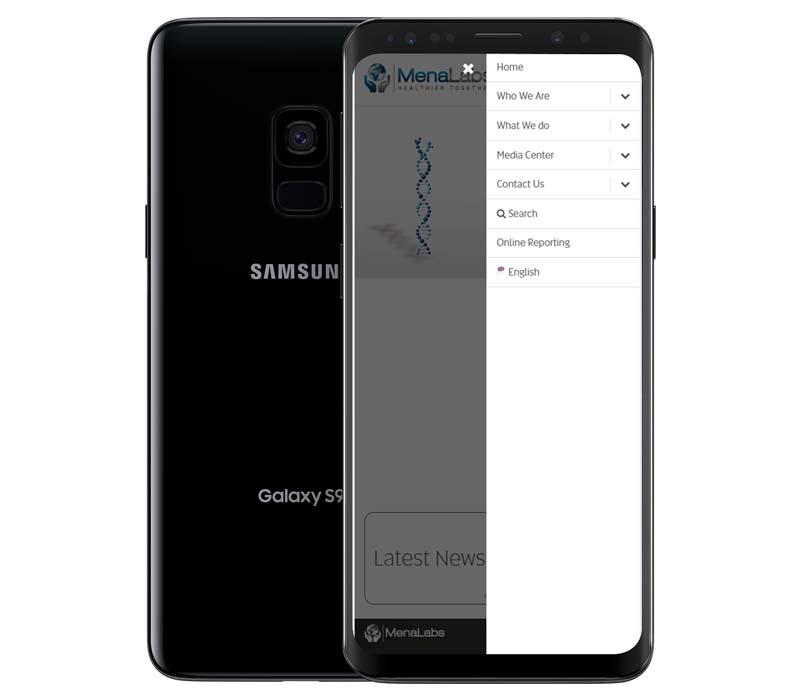 MenaLabs
HEALTHIER TOGETHE
Home
Who We Are
What We do
Media Center
Contact Us
Search
Online Reporting
English
SAMSUN
Galaxy S9
Latest News
MenaLabs